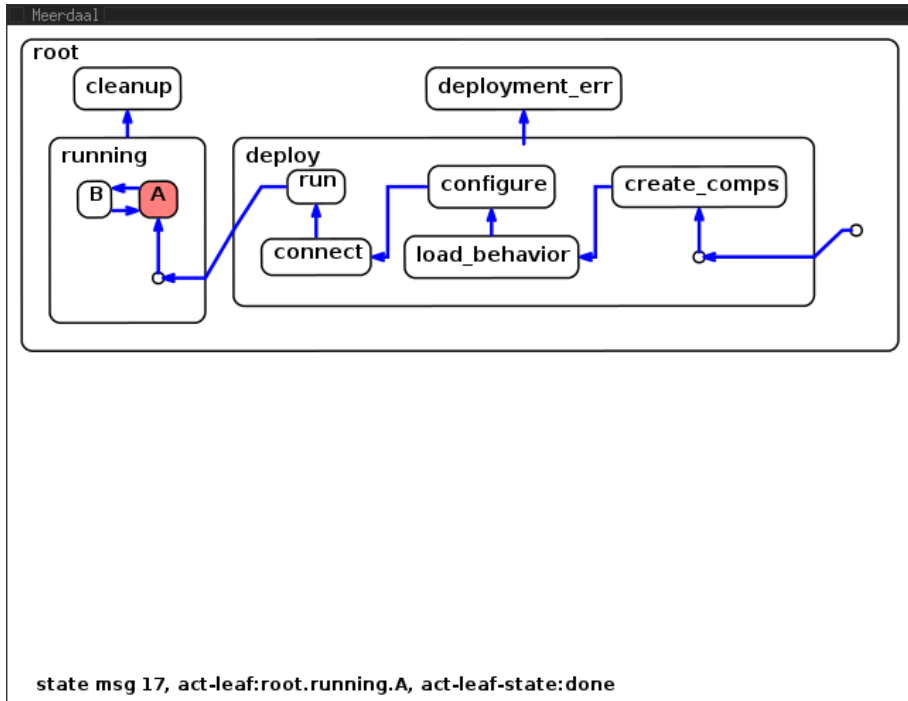 Meerdaal
root
cleanup
deployment_err
running
deploy
B
A
run
configure
create_comps
connect
load_behavior
state msg 17, act-leaf:root.running.A, act-leaf-state:done